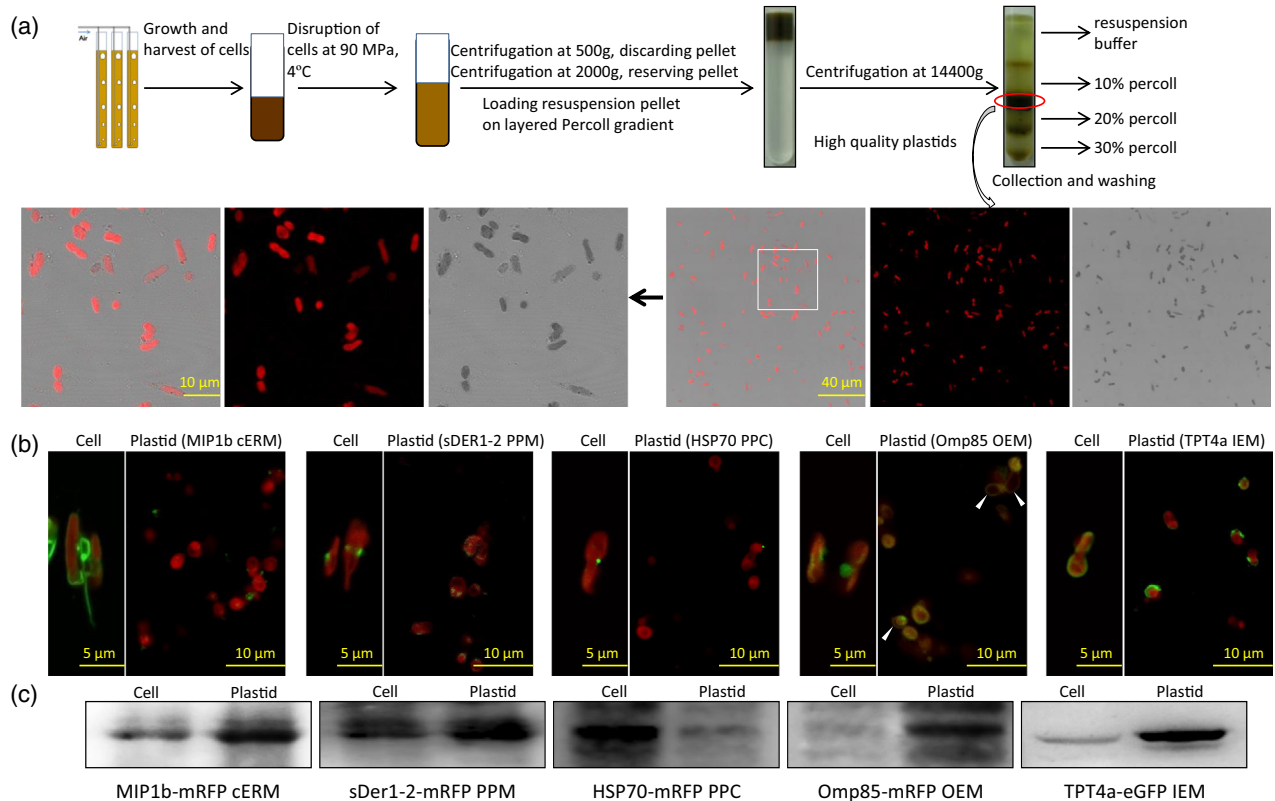 (a)
Air
Growth and
harvest of cells
Disruption of
cells at 90 MPa,
4°C
Centrifugation at 500g, discarding pellet
Centrifugation at 2000g, reserving pellet
Loading resuspension pellet
on layered Percoll gradient
Centrifugation at 14400g
High quality plastids
resuspension
buffer
10% percoll
20% percoll
30% percoll
Collection and washing
10 µm
40 µm
(b)
Cell Plastid (MIP1b cERM)
Cell Plastid (sDER1-2 PPM)
Cell Plastid (HSP70 PPC)
Cell Plastid (Omp85 OEM)
Cell Plastid (TPT4a IEM)
5 µm 10 µm
5 µm 10 µm
5 µm 10 µm
5 µm 10 µm
5 µm 10 µm
(c)
Cell Plastid
Cell Plastid
Cell Plastid
Cell Plastid
Cell Plastid
MIP1b-mRFP cERM
sDer1-2-mRFP PPM
HSP70-mRFP PPC
Omp85-mRFP OEM
TPT4a-eGFP IEM